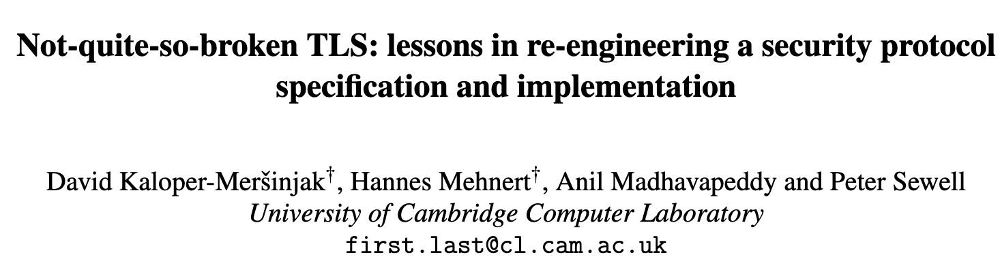 Not-quite-so-broken TLS: lessons in re-engineering a security protocol
specification and implementation
David Kaloper-Meršinjak†, Hannes Mehnert†, Anil Madhavapeddy and Peter Sewell
University of Cambridge Computer Laboratory
first.last@cl.cam.ac.uk